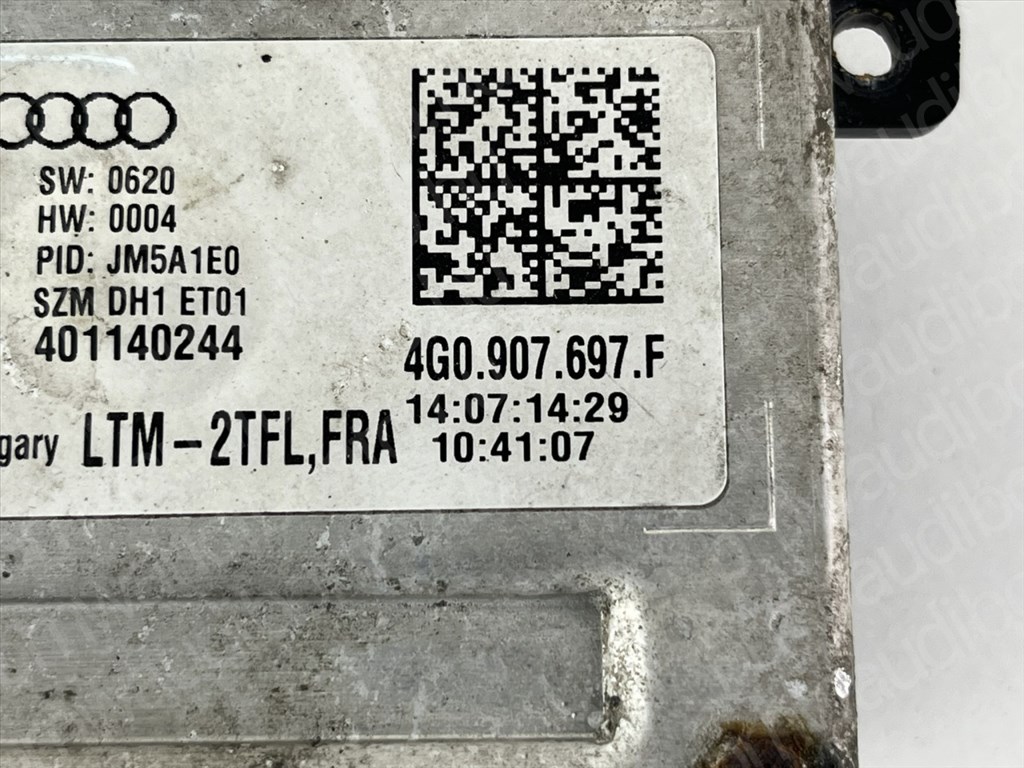 SW: 0620
HW: 0004
PID: JM5A1E0
SZM DH1 ET01
401140244
4G0.907.697.F
14:07:14:29
10:41:07
gary LTM-2TFL,FRA